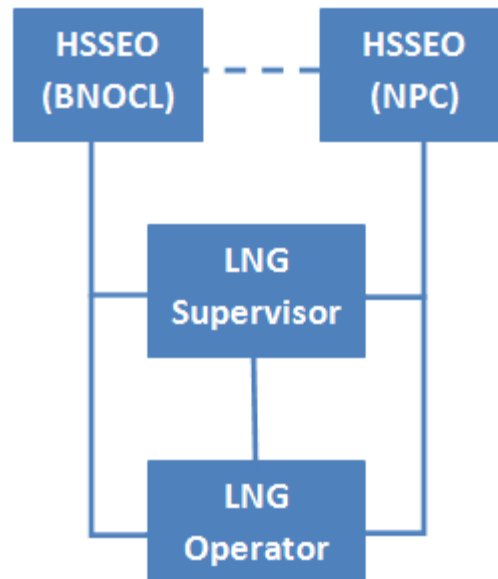 HSSEO
(BNOCL)
HSSEO
(NPC)
LNG
Supervisor
LNG
Operator